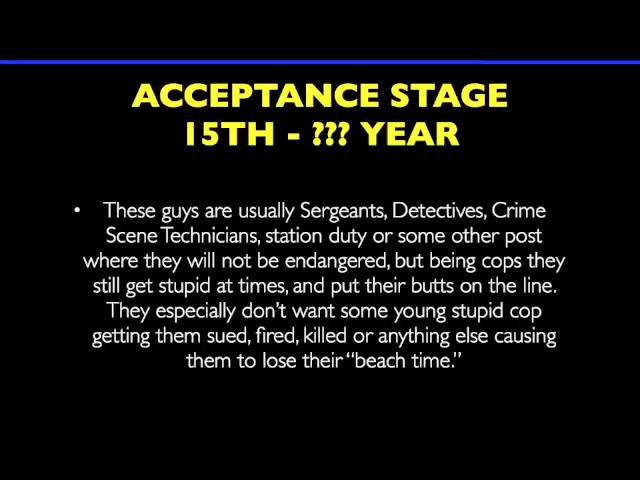 ACCEPTANCE STAGE
15TH - ??? YEAR
• These guys are usually Sergeants, Detectives, Crime
Scene Technicians, station duty or some other post
where they will not be endangered, but being cops they
still get stupid at times, and put their butts on the line.
They especially don’t want some young stupid cop
getting them sued, fired, killed or anything else causing
them to lose their “beach time.”